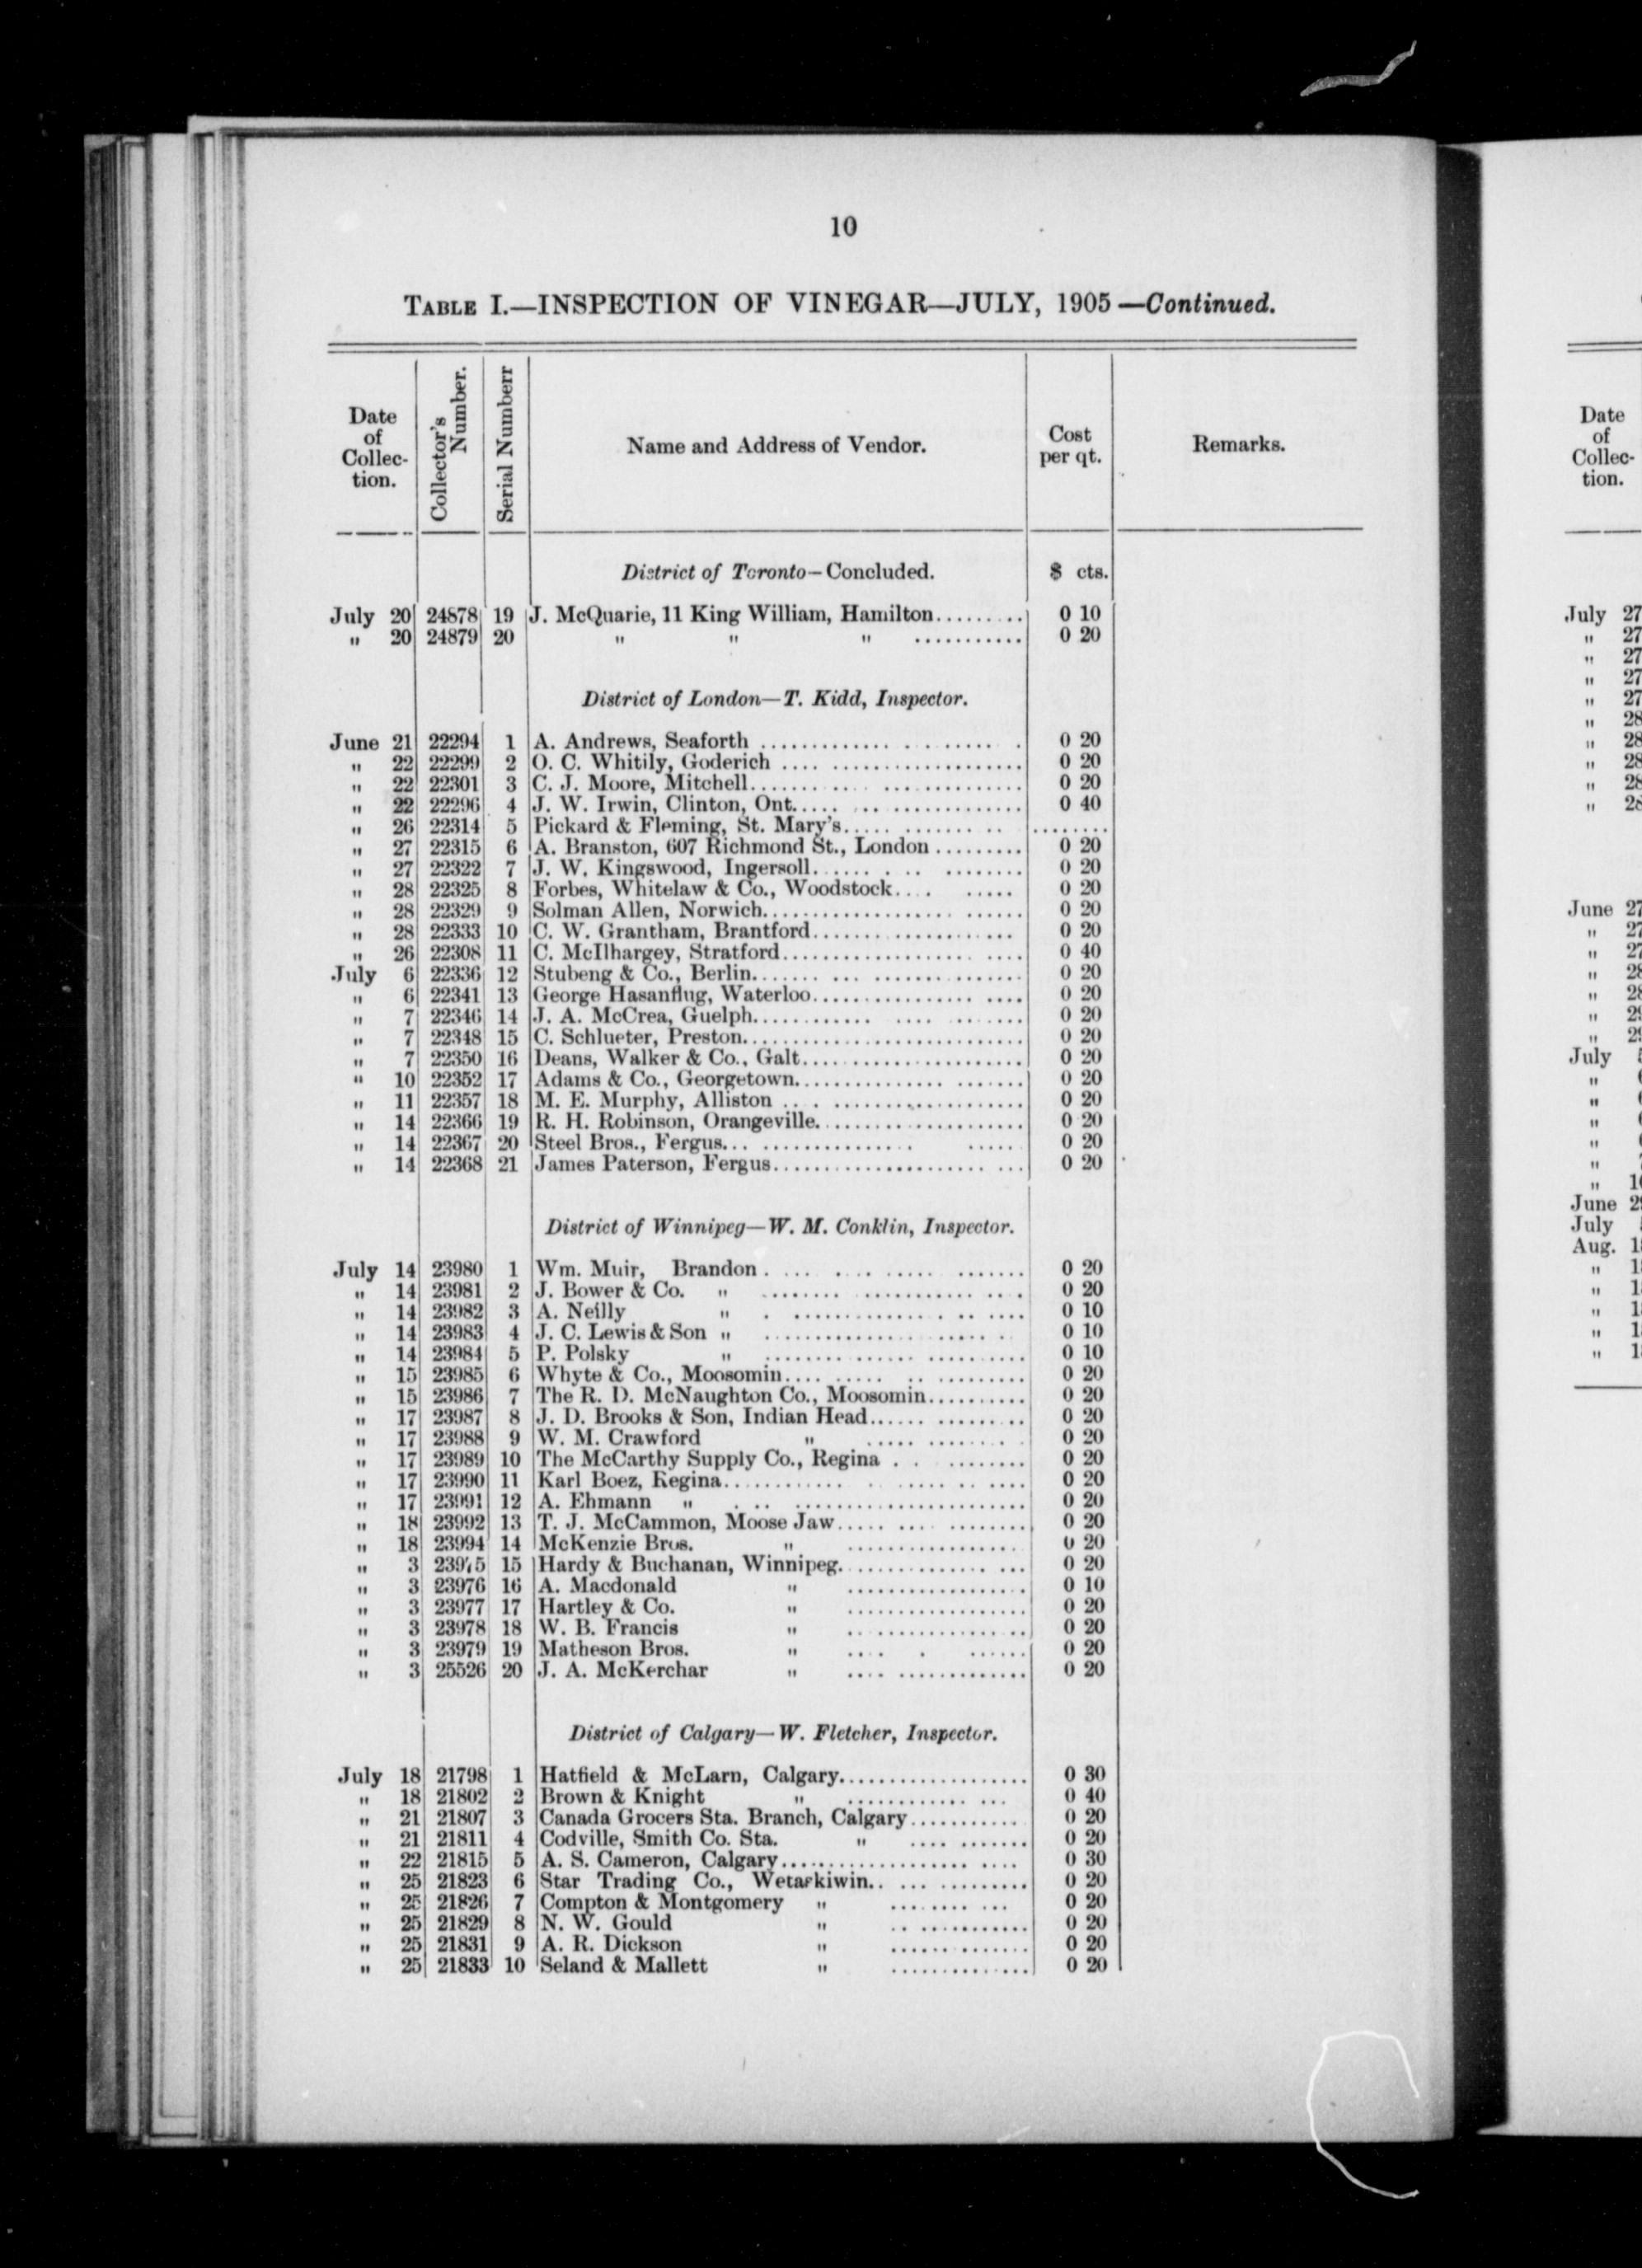 10
TABLE I.—INSPECTION OF VINEGAR—JULY, 1905—Continued.
Date of Collec-tion. Collector's Number. Serial Numberr Name and Address of Vendor. Cost per qt. Remarks.
District of Toronto—Concluded. $ cts.
July 20 24878 19 J. McQuarie, 11 King William, Hamilton......... 0 10
" 20 24879 20 " " " ........... 0 20
District of London—T. Kidd, Inspector.
June 21 22294 1 A. Andrews, Seaforth ........................ 0 20
" 22 22299 2 O. C. Whitily, Goderich ........................ 0 20
" 22 22301 3 C. J. Moore, Mitchell........................ 0 20
" 22 22296 4 J. W. Irwin, Clinton, Ont........................ 0 40
" 26 22314 5 Pickard & Fleming, St. Mary's............... ........
" 27 22315 6 A. Branston, 607 Richmond St., London ......... 0 20
" 27 22322 7 J. W. Kingswood, Ingersoll.................. 0 20
" 28 22325 8 Forbes, Whitelaw & Co., Woodstock......... 0 20
" 28 22329 9 Solman Allen, Norwich........................ 0 20
" 28 22333 10 C. W. Grantham, Brantford.................... 0 20
" 26 22308 11 C. McIlhargey, Stratford........................ 0 40
July 6 22336 12 Stubeng & Co., Berlin........................ 0 20
" 6 22341 13 George Hasanflug, Waterloo.................... 0 20
" 7 22346 14 J. A. McCrea, Guelph........................ 0 20
" 7 22348 15 C. Schlueter, Preston........................ 0 20
" 7 22350 16 Deans, Walker & Co., Galt...................... 0 20
" 10 22352 17 Adams & Co., Georgetown...................... 0 20
" 11 22357 18 M. E. Murphy, Alliston ...................... 0 20
" 14 22366 19 R. H. Robinson, Orangeville.................... 0 20
" 14 22367 20 Steel Bros., Fergus........................ 0 20
" 14 22368 21 James Paterson, Fergus........................ 0 20
District of Winnipeg—W. M. Conklin, Inspector.
July 14 23980 1 Wm. Muir, Brandon ...................... 0 20
" 14 23981 2 J. Bower & Co. " ...................... 0 20
" 14 23982 3 A. Neilly " ...................... 0 10
" 14 23983 4 J. C. Lewis & Son " ...................... 0 10
" 14 23984 5 P. Polsky " ...................... 0 10
" 15 23985 6 Whyte & Co., Moosomin...................... 0 20
" 15 23986 7 The R. D. McNaughton Co., Moosomin.......... 0 20
" 17 23987 8 J. D. Brooks & Son, Indian Head.............. 0 20
" 17 23988 9 W. M. Crawford " .............. 0 20
" 17 23989 10 The McCarthy Supply Co., Regina .......... 0 20
" 17 23990 11 Karl Boez, Regina........................ 0 20
" 17 23991 12 A. Ehmann " ........................ 0 20
" 18 23992 13 T. J. McCammon, Moose Jaw................ 0 20
" 18 23994 14 McKenzie Bros. " ................ 0 20
" 3 23975 15 Hardy & Buchanan, Winnipeg.................. 0 20
" 3 23976 16 A. Macdonald " .................. 0 10
" 3 23977 17 Hartley & Co. " .................. 0 20
" 3 23978 18 W. B. Francis " .................. 0 20
" 3 23979 19 Matheson Bros. " ........... 0 20
" 3 25526 20 J. A. McKerchar " ................. 0 20
District of Calgary—W. Fletcher, Inspector.
July 18 21798 1 Hatfield & McLarn, Calgary................... 0 30
" 18 21802 2 Brown & Knight " ............... 0 40
" 21 21807 3 Canada Grocers Sta. Branch, Calgary............ 0 20
" 21 21811 4 Codville, Smith Co. Sta. " ........... 0 20
" 22 21815 5 A. S. Cameron, Calgary...................... 0 30
" 25 21823 6 Star Trading Co., Wetaskiwin.............. 0 20
" 25 21826 7 Compton & Montgomery " ........... 0 20
" 25 21829 8 N. W. Gould " .............. 0 20
" 25 21831 9 A. R. Dickson " .............. 0 20
" 25 21833 10 Seland & Mallett " .............. 0 20
Date of Collec-tion.
July 27
" 27
" 27
" 27
" 27
June
July
June
July
Aug.